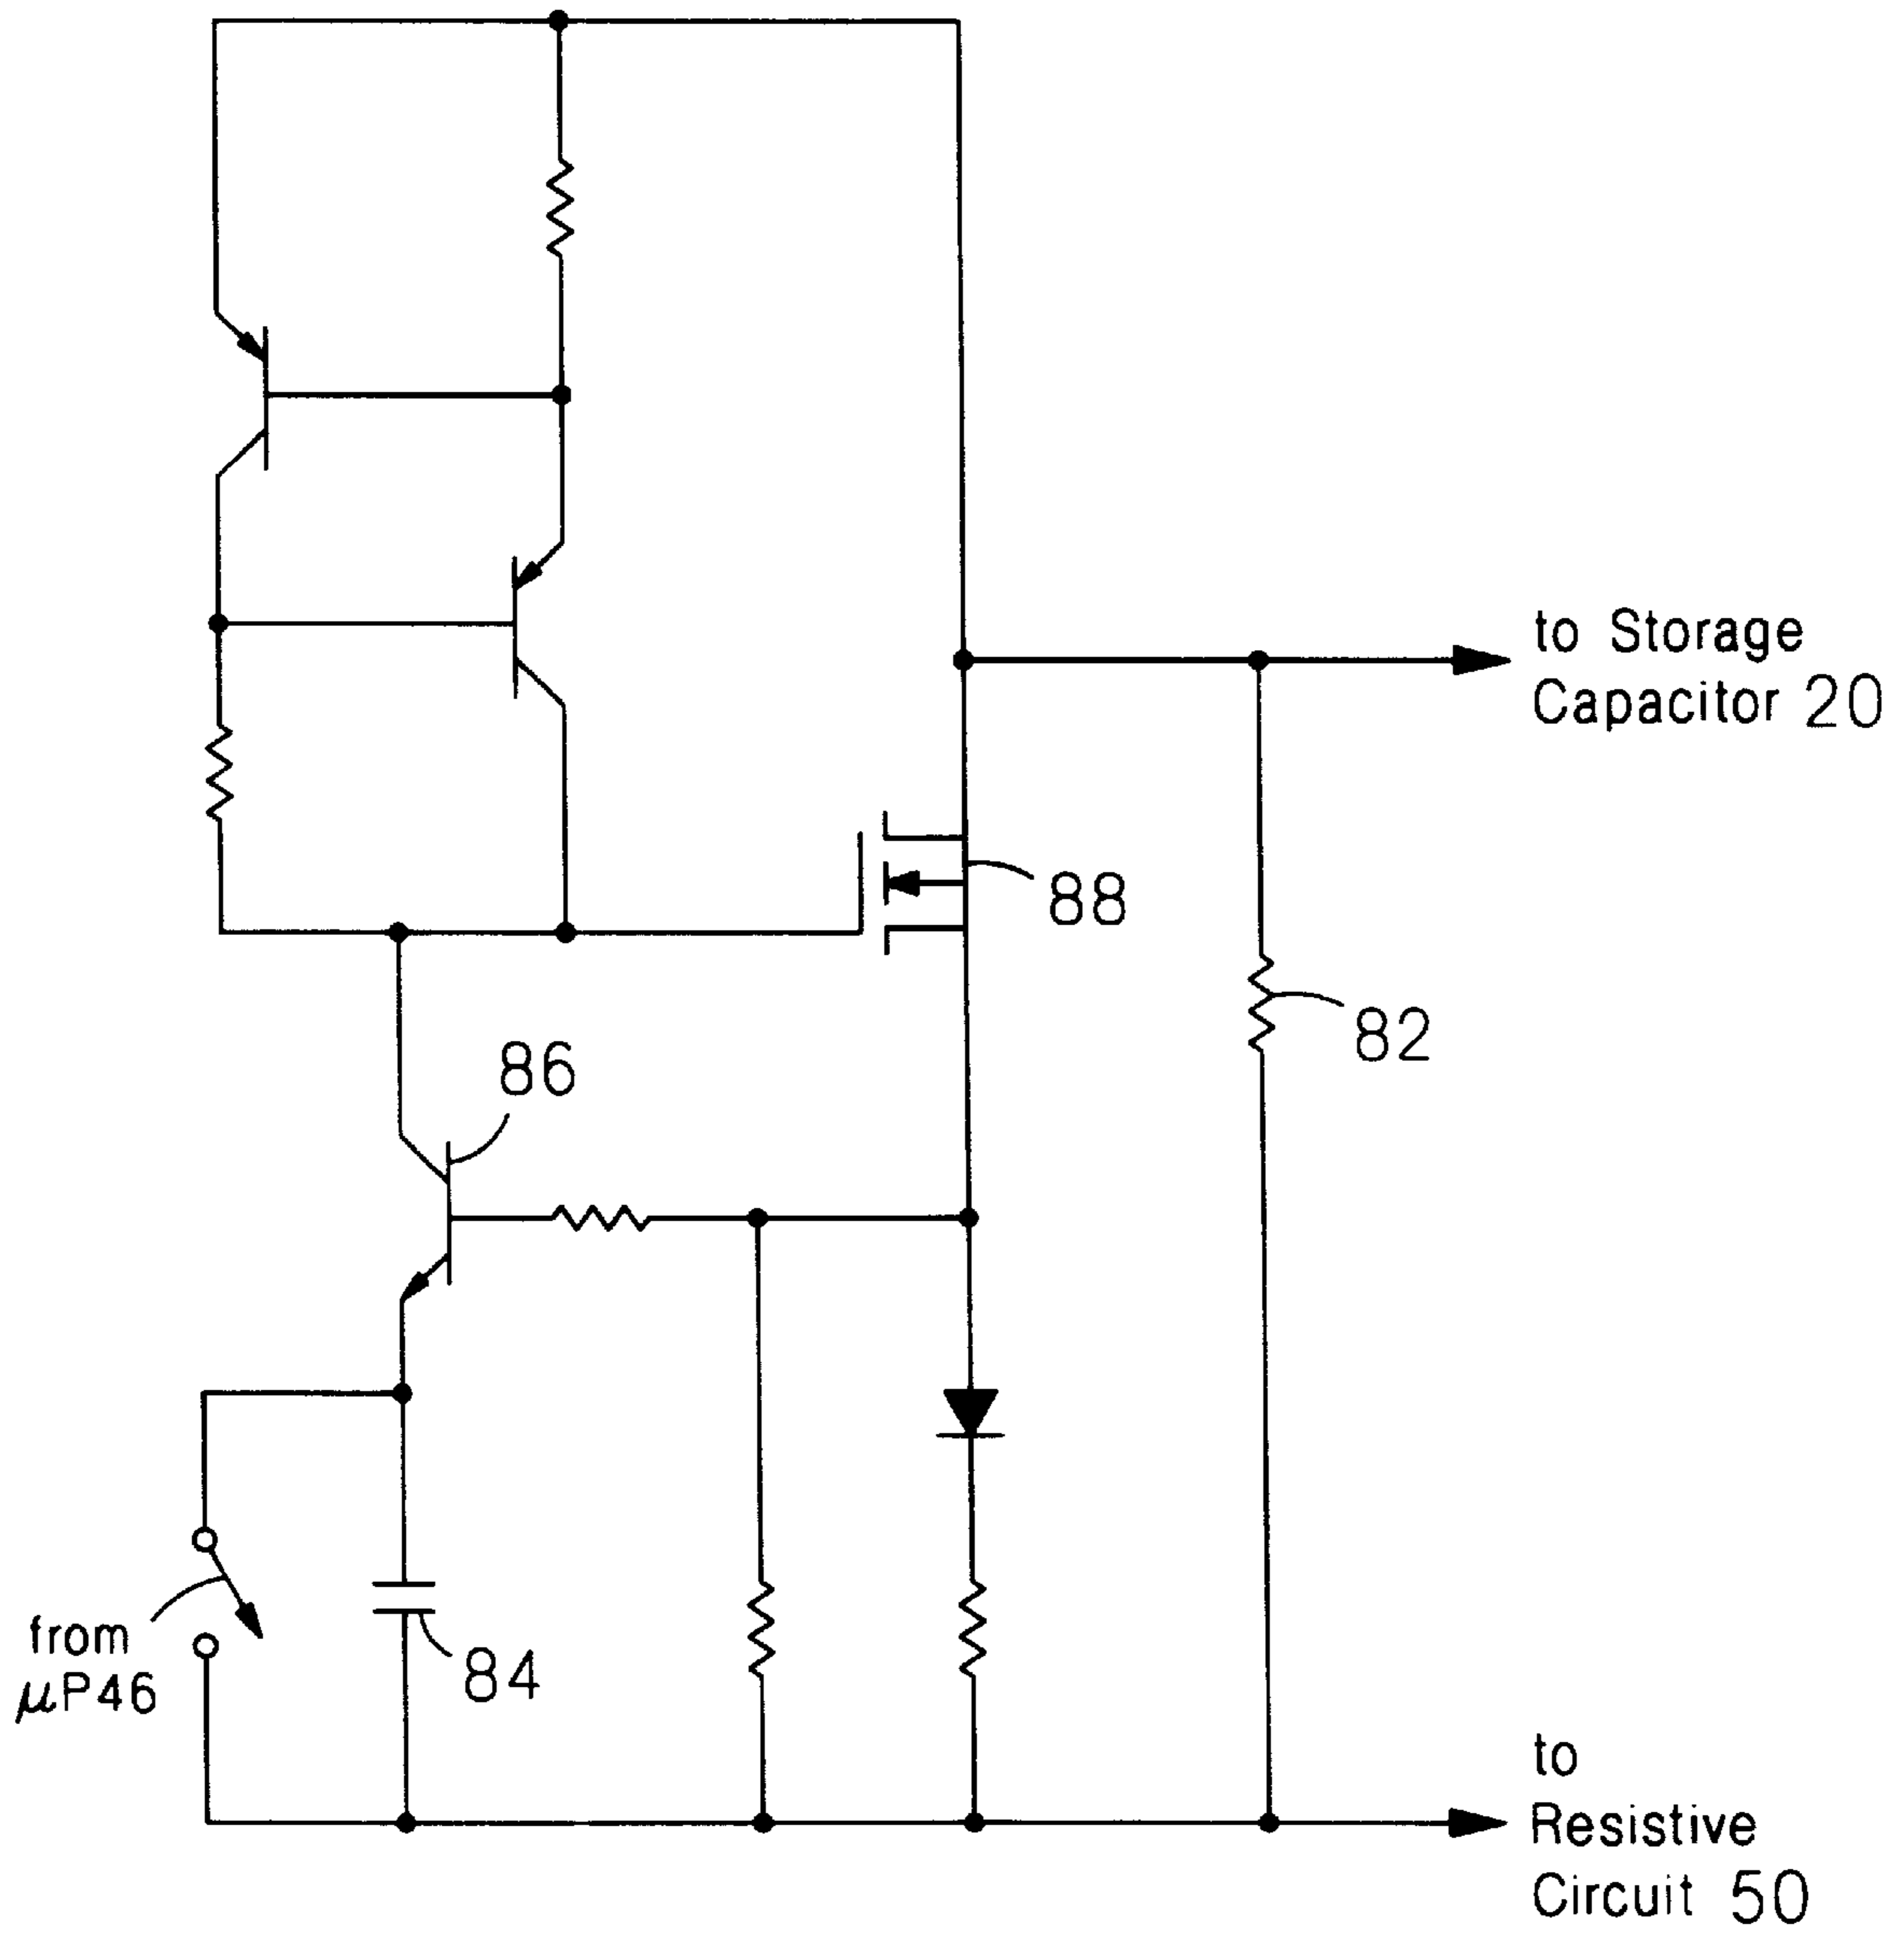 to Storage
Capacitor 20
88
82
86
from
μP46
84
to
Resistive
Circuit 50